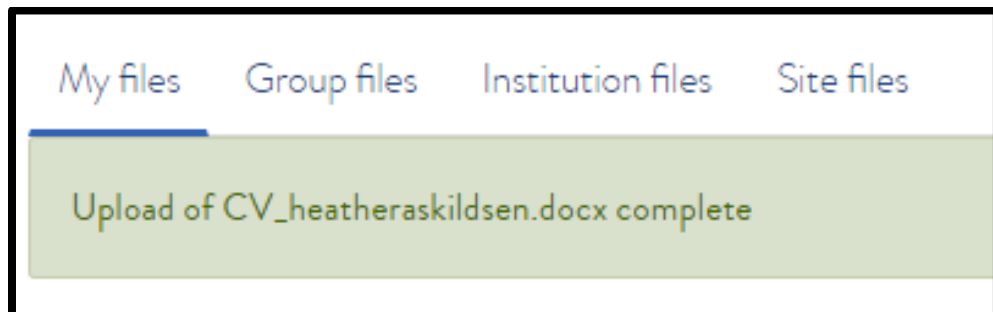 My files Group files Institution files Site files
Upload of CV_heatheraskildsen.docx complete